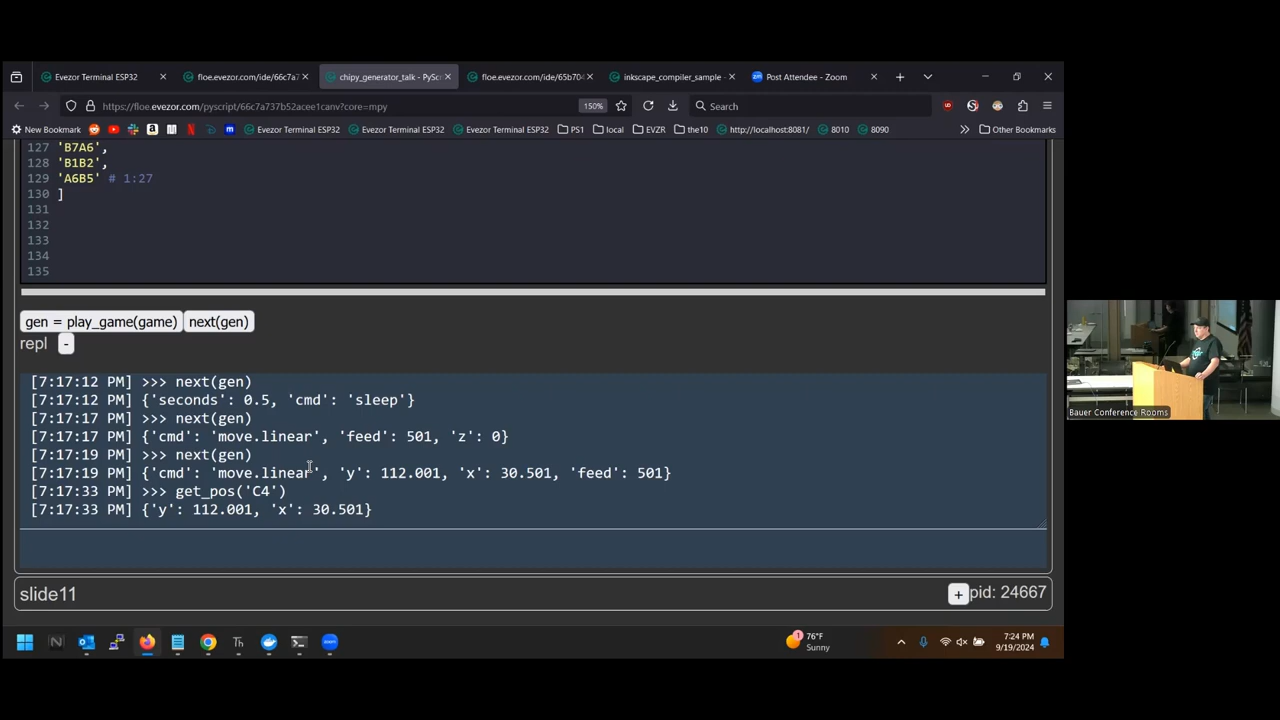 Evezor Terminal ESP32
floe.evezor.com/ide/66c7a7
chipy_generator_talk - PyScr
floe.evezor.com/ide/65b704
inkscape_compiler_sample -
Post Attendee - Zoom
https://floe.evezor.com/pyscript/66c7a737b52acee1canv?core=mpy
150%
Search
New Bookmark
Evezor Terminal ESP32
Evezor Terminal ESP32
Evezor Terminal ESP32
PS1
local
EVZR
the10
http://localhost:8081/
8010
8090
Other Bookmarks
127 'B7A6',
128 'B1B2',
129 'A6B5' # 1:27
130 ]
131
132
133
134
135
gen = play_game(game) next(gen)
repl -
[7:17:12 PM] >>> next(gen)
[7:17:12 PM] {'seconds': 0.5, 'cmd': 'sleep'}
[7:17:17 PM] >>> next(gen)
[7:17:17 PM] {'cmd': 'move.linear', 'feed': 501, 'z': 0}
[7:17:19 PM] >>> next(gen)
[7:17:19 PM] {'cmd': 'move.linear', 'y': 112.001, 'x': 30.501, 'feed': 501}
[7:17:33 PM] >>> get_pos('C4')
[7:17:33 PM] {'y': 112.001, 'x': 30.501}
slide11
+ pid: 24667
Bauer Conference Rooms
76°F
Sunny
7:24 PM
9/19/2024